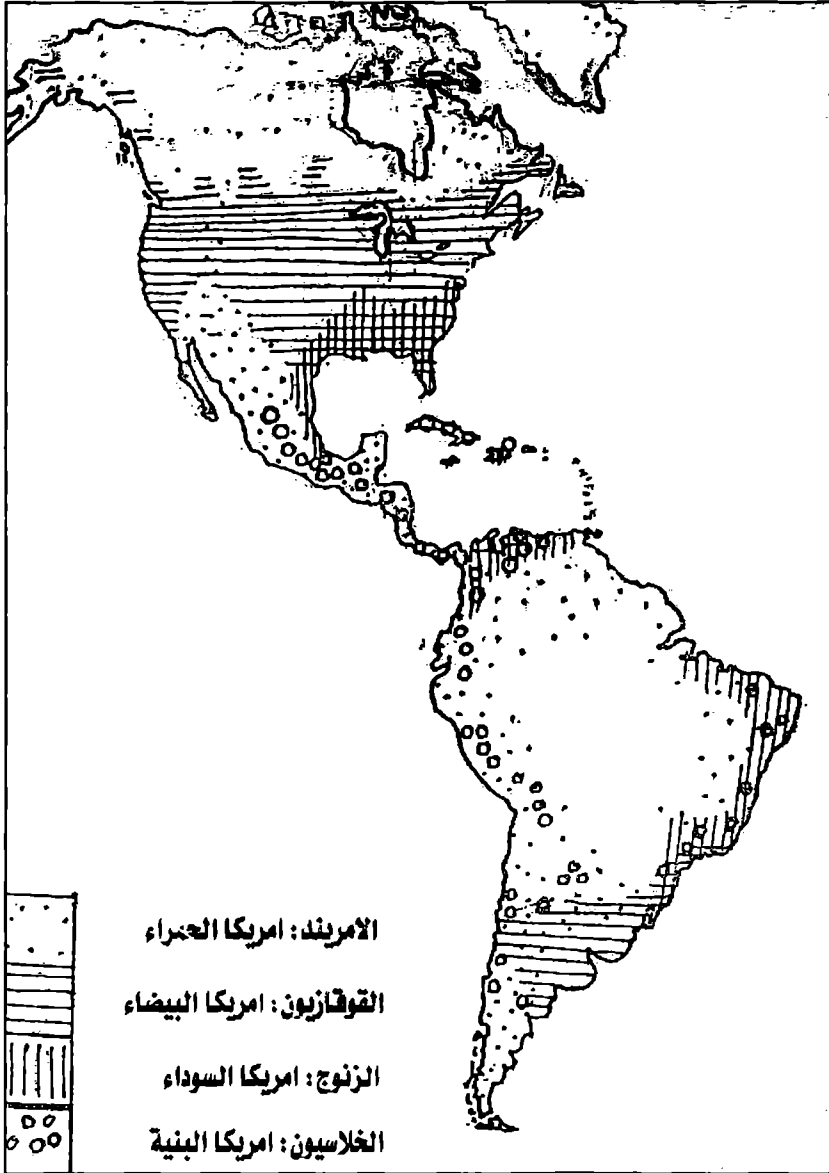 الامريند: امريكا الحمراء
القوقازيون: امريكا البيضاء
الزنوج: امريكا السوداء
الخلاسيون: امريكا البنية